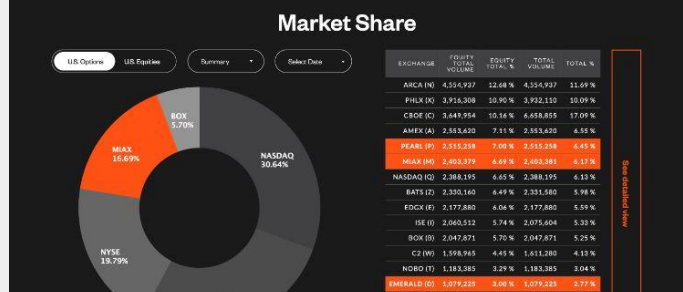 Market Share
U.S. Options
U.S. Equities
Summary
Select Date
BOX
5.70%
MIAX
16.69%
NASDAQ
30.64%
NYSE
19.79%
EXCHANGE EQUITY TOTAL VOLUME EQUITY TOTAL % TOTAL VOLUME TOTAL %
ARCA (N) 4,554,937 12.68 % 4,554,937 11.69 %
PHLX (X) 3,916,308 10.90 % 3,932,110 10.09 %
CBOE (C) 3,649,954 10.16 % 6,658,855 17.09 %
AMEX (A) 2,553,620 7.11 % 2,553,620 6.55 %
PEARL (P) 2,515,258 7.00 % 2,515,258 6.45 %
MIAX (M) 2,403,379 6.69 % 2,403,381 6.17 %
NASDAQ (Q) 2,388,195 6.65 % 2,388,195 6.13 %
BATS (Z) 2,330,160 6.49 % 2,331,580 5.98 %
EDGX (E) 2,177,880 6.06 % 2,177,880 5.59 %
ISE (I) 2,060,512 5.74 % 2,075,604 5.33 %
BOX (B) 2,047,871 5.70 % 2,047,871 5.25 %
C2 (W) 1,598,965 4.45 % 1,611,280 4.13 %
NOBO (T) 1,183,385 3.29 % 1,183,385 3.04 %
EMERALD (D) 1,079,225 3.00 % 1,079,225 2.77 %
See detailed view